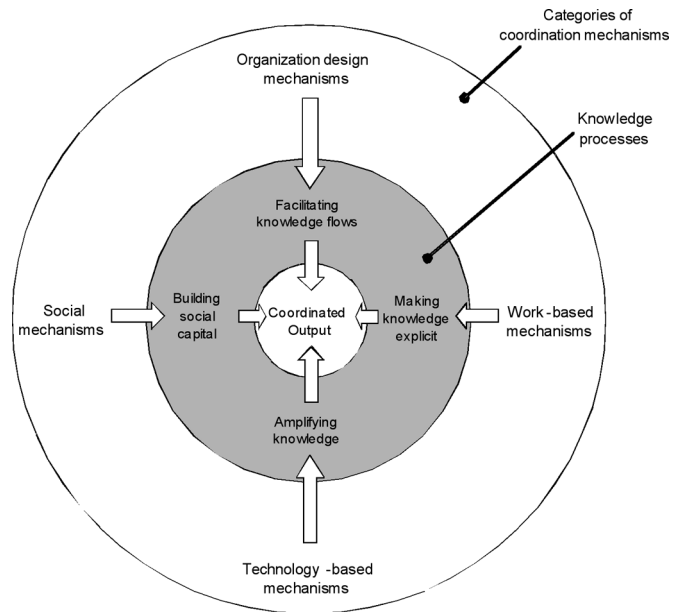 Categories of
coordination mechanisms
Organization design
mechanisms
Knowledge
processes
Facilitating
knowledge flows
Social
mechanisms
Building
social
capital
Coordinated
Output
Making
knowledge
explicit
Work -based
mechanisms
Amplifying
knowledge
Technology -based
mechanisms